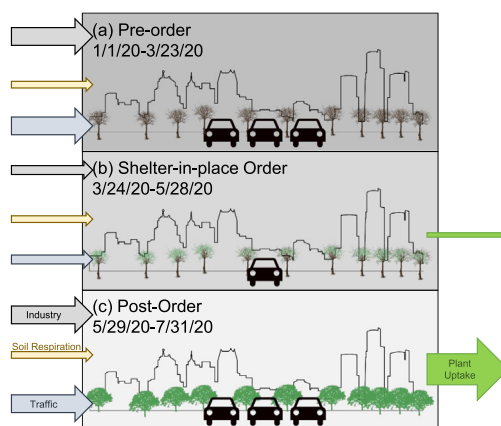 (a) Pre-order
1/1/20-3/23/20
(b) Shelter-in-place Order
3/24/20-5/28/20
(c) Post-Order
5/29/20-7/31/20
Industry
Soil Respiration
Traffic
Plant
Uptake